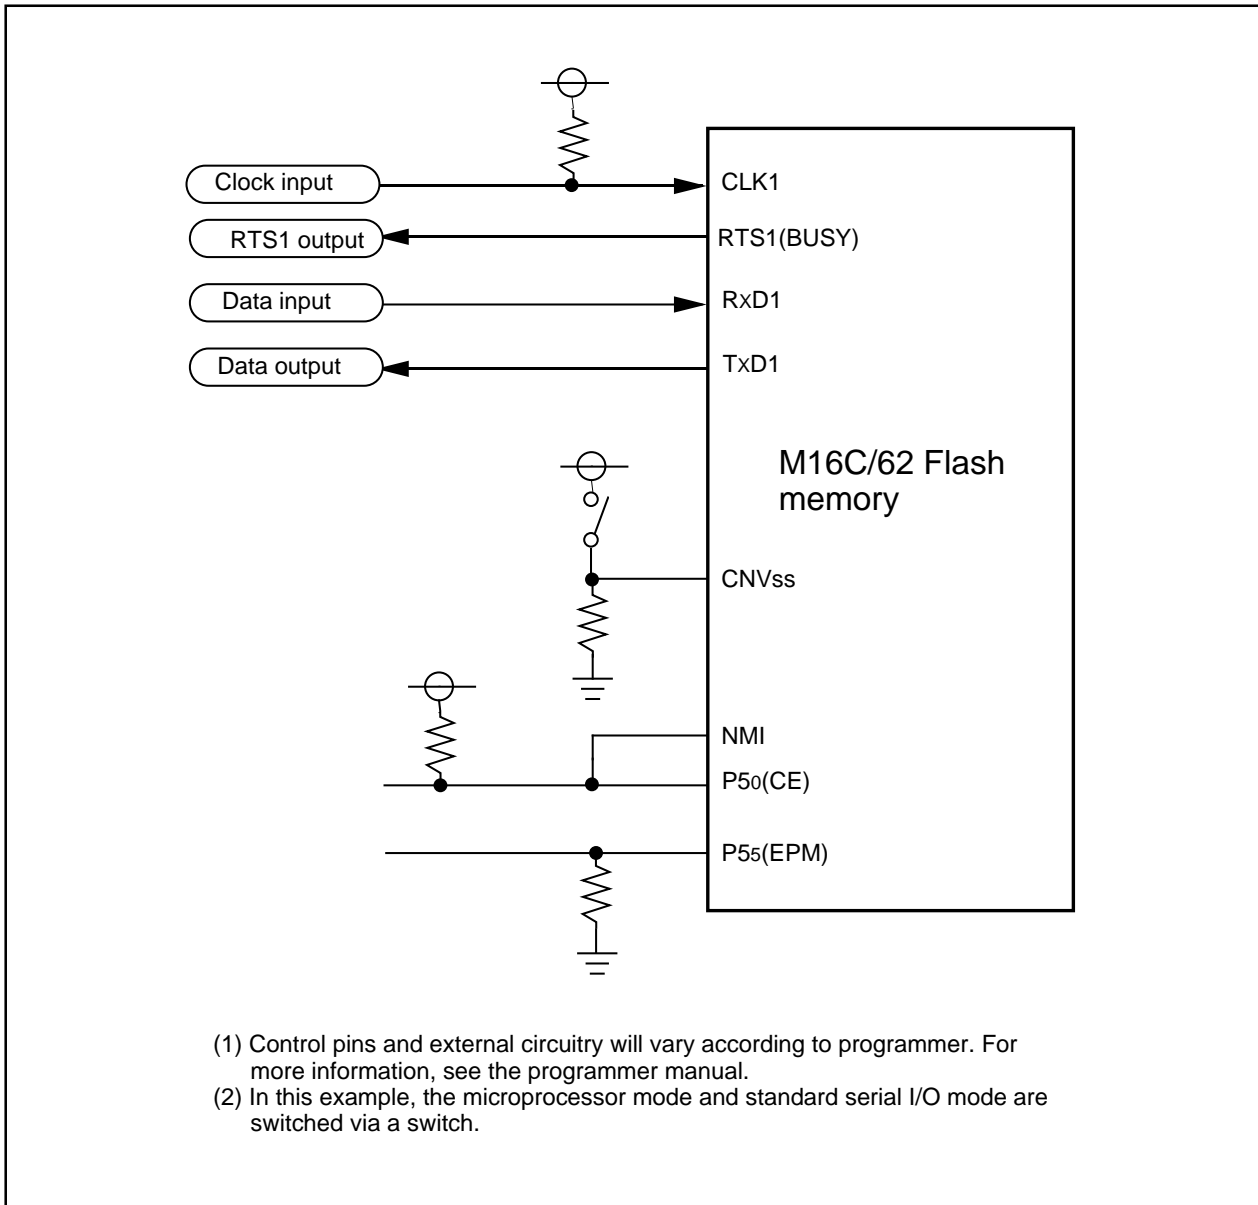 Clock input
CLK1
RTS1 output
RTS1(BUSY)
Data input
RxD1
Data output
TxD1
M16C/62 Flash
memory
CNVss
NMI
P50(CE)
P55(EPM)
(1) Control pins and external circuitry will vary according to programmer. For
more information, see the programmer manual.
(2) In this example, the microprocessor mode and standard serial I/O mode are
switched via a switch.